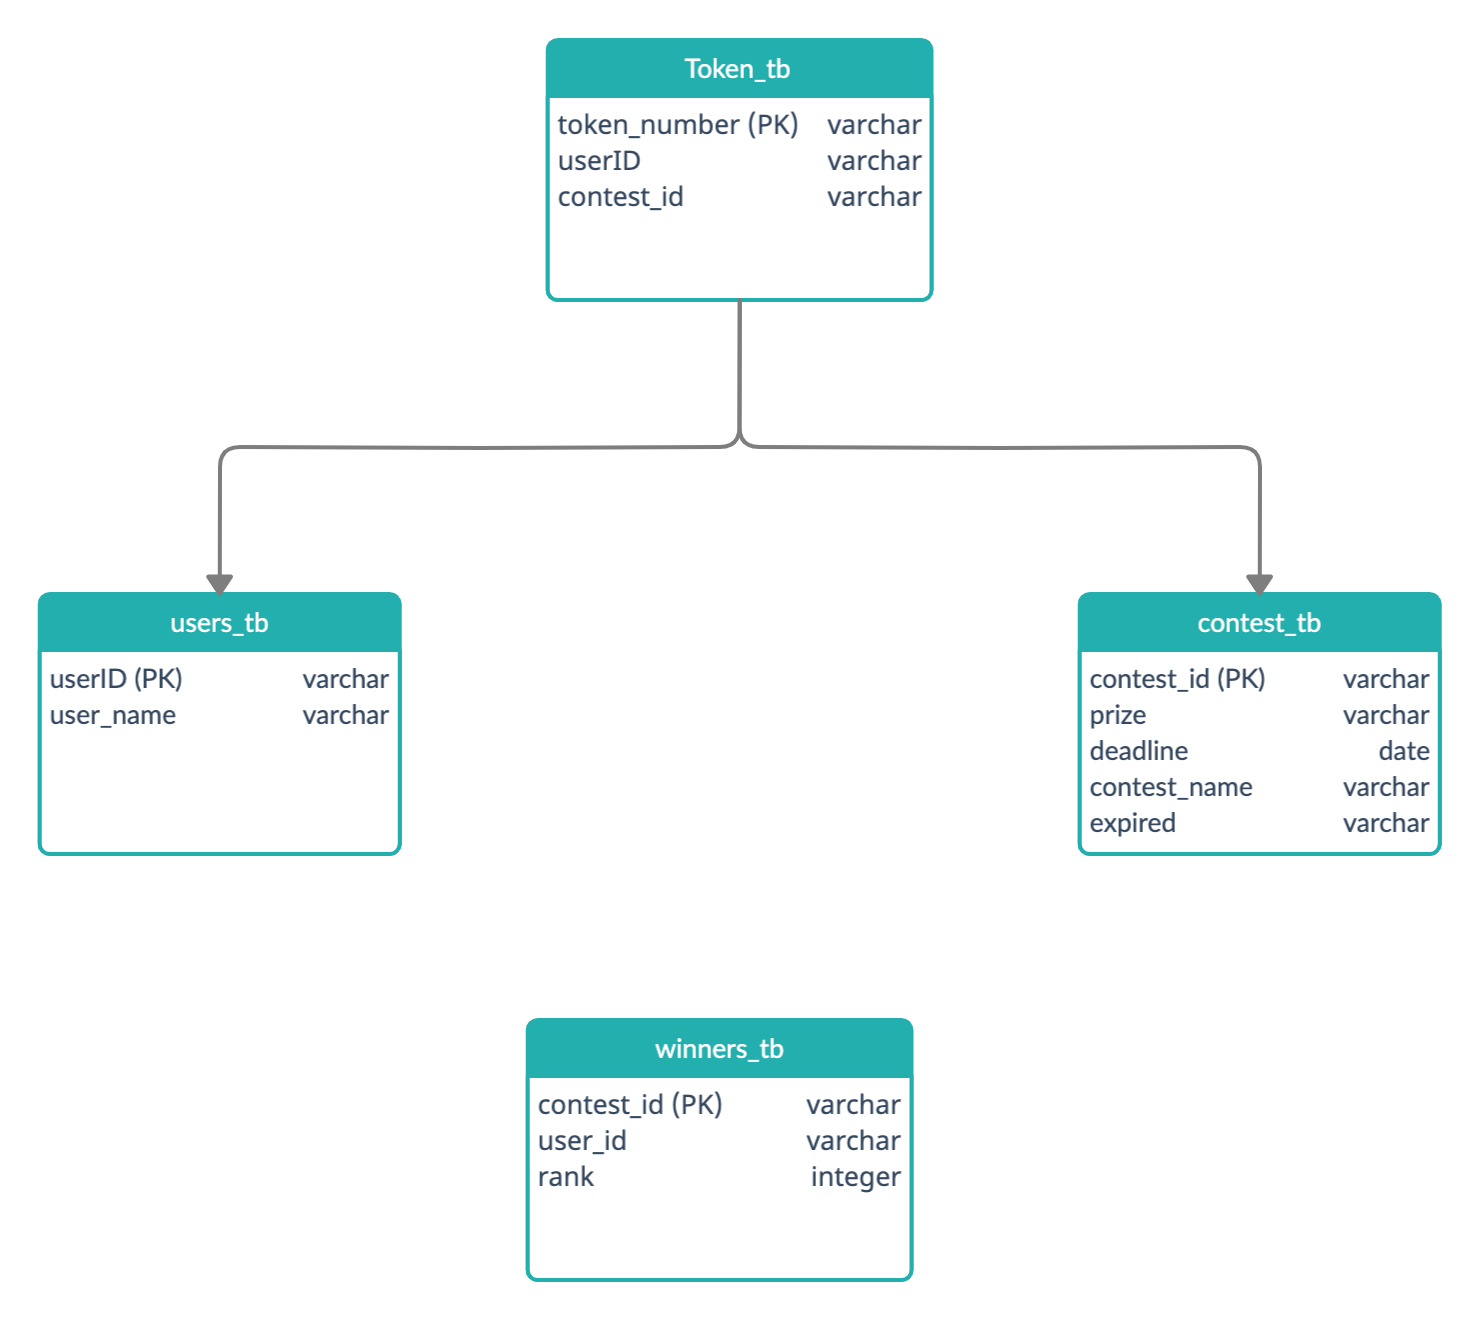 Token_tb
token_number (PK) varchar
userID varchar
contest_id varchar
users_tb
userID (PK) varchar
user_name varchar
contest_tb
contest_id (PK) varchar
prize varchar
deadline date
contest_name varchar
expired varchar
winners_tb
contest_id (PK) varchar
user_id varchar
rank integer